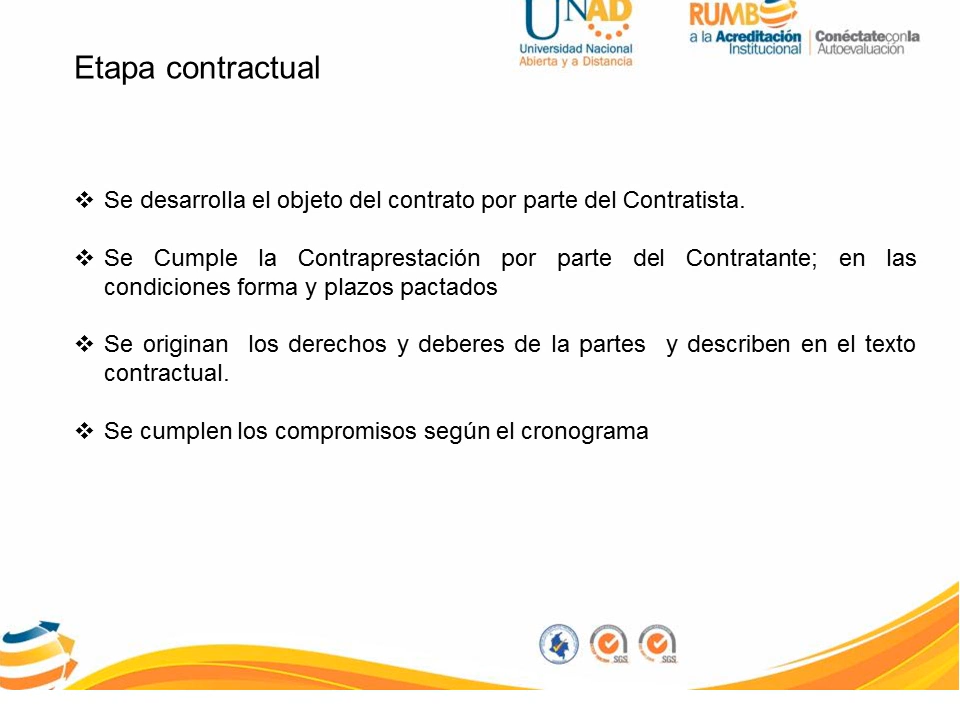 UNAD
Universidad Nacional
Abierta y a Distancia
RUMBO
a la Acreditación
Institucional
Conéctateconla
Autoevaluación
Etapa contractual
❖ Se desarrolla el objeto del contrato por parte del Contratista.
❖ Se Cumple la Contraprestación por parte del Contratante; en las
condiciones forma y plazos pactados
❖ Se originan los derechos y deberes de la partes y describen en el texto
contractual.
❖ Se cumplen los compromisos según el cronograma
SGS
SGS